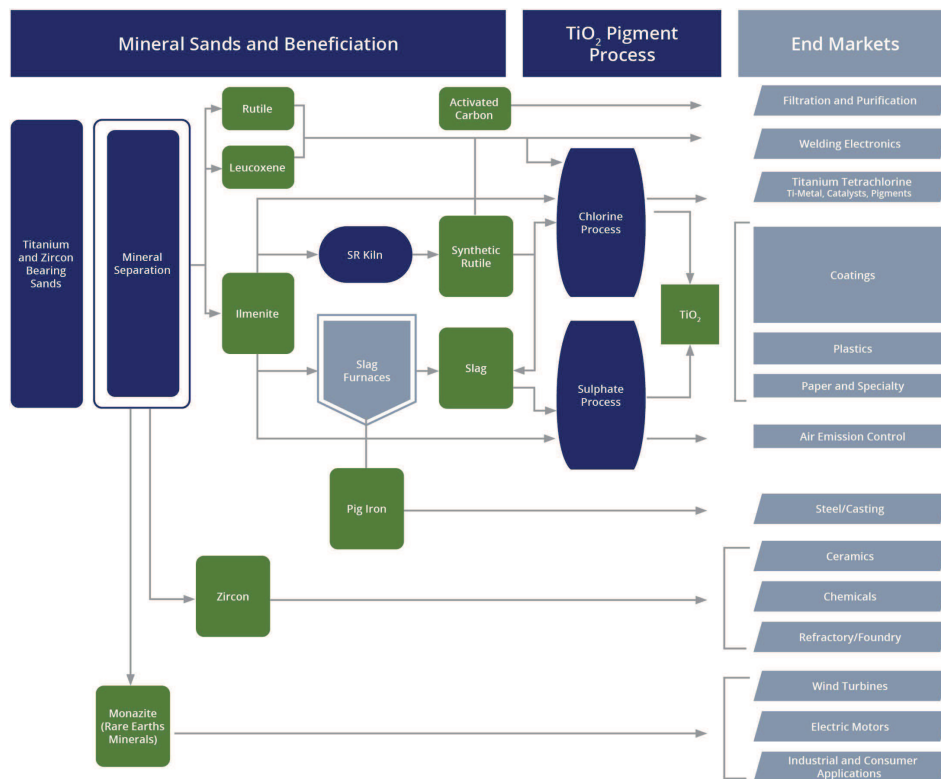 Mineral Sands and Beneficiation
TiO2 Pigment
Process
End Markets
Titanium
and Zircon
Bearing
Sands
Mineral
Separation
Rutile
Leucoxene
Ilmenite
SR Kiln
Slag
Furnaces
Pig Iron
Zircon
Monazite
(Rare Earths
Minerals)
Activated
Carbon
Synthetic
Rutile
Slag
Chlorine
Process
Sulphate
Process
TiO2
Filtration and Purification
Welding Electronics
Titanium Tetrachlorine
Ti-Metal, Catalysts, Pigments
Coatings
Plastics
Paper and Specialty
Air Emission Control
Steel/Casting
Ceramics
Chemicals
Refractory/Foundry
Wind Turbines
Electric Motors
Industrial and Consumer
Applications